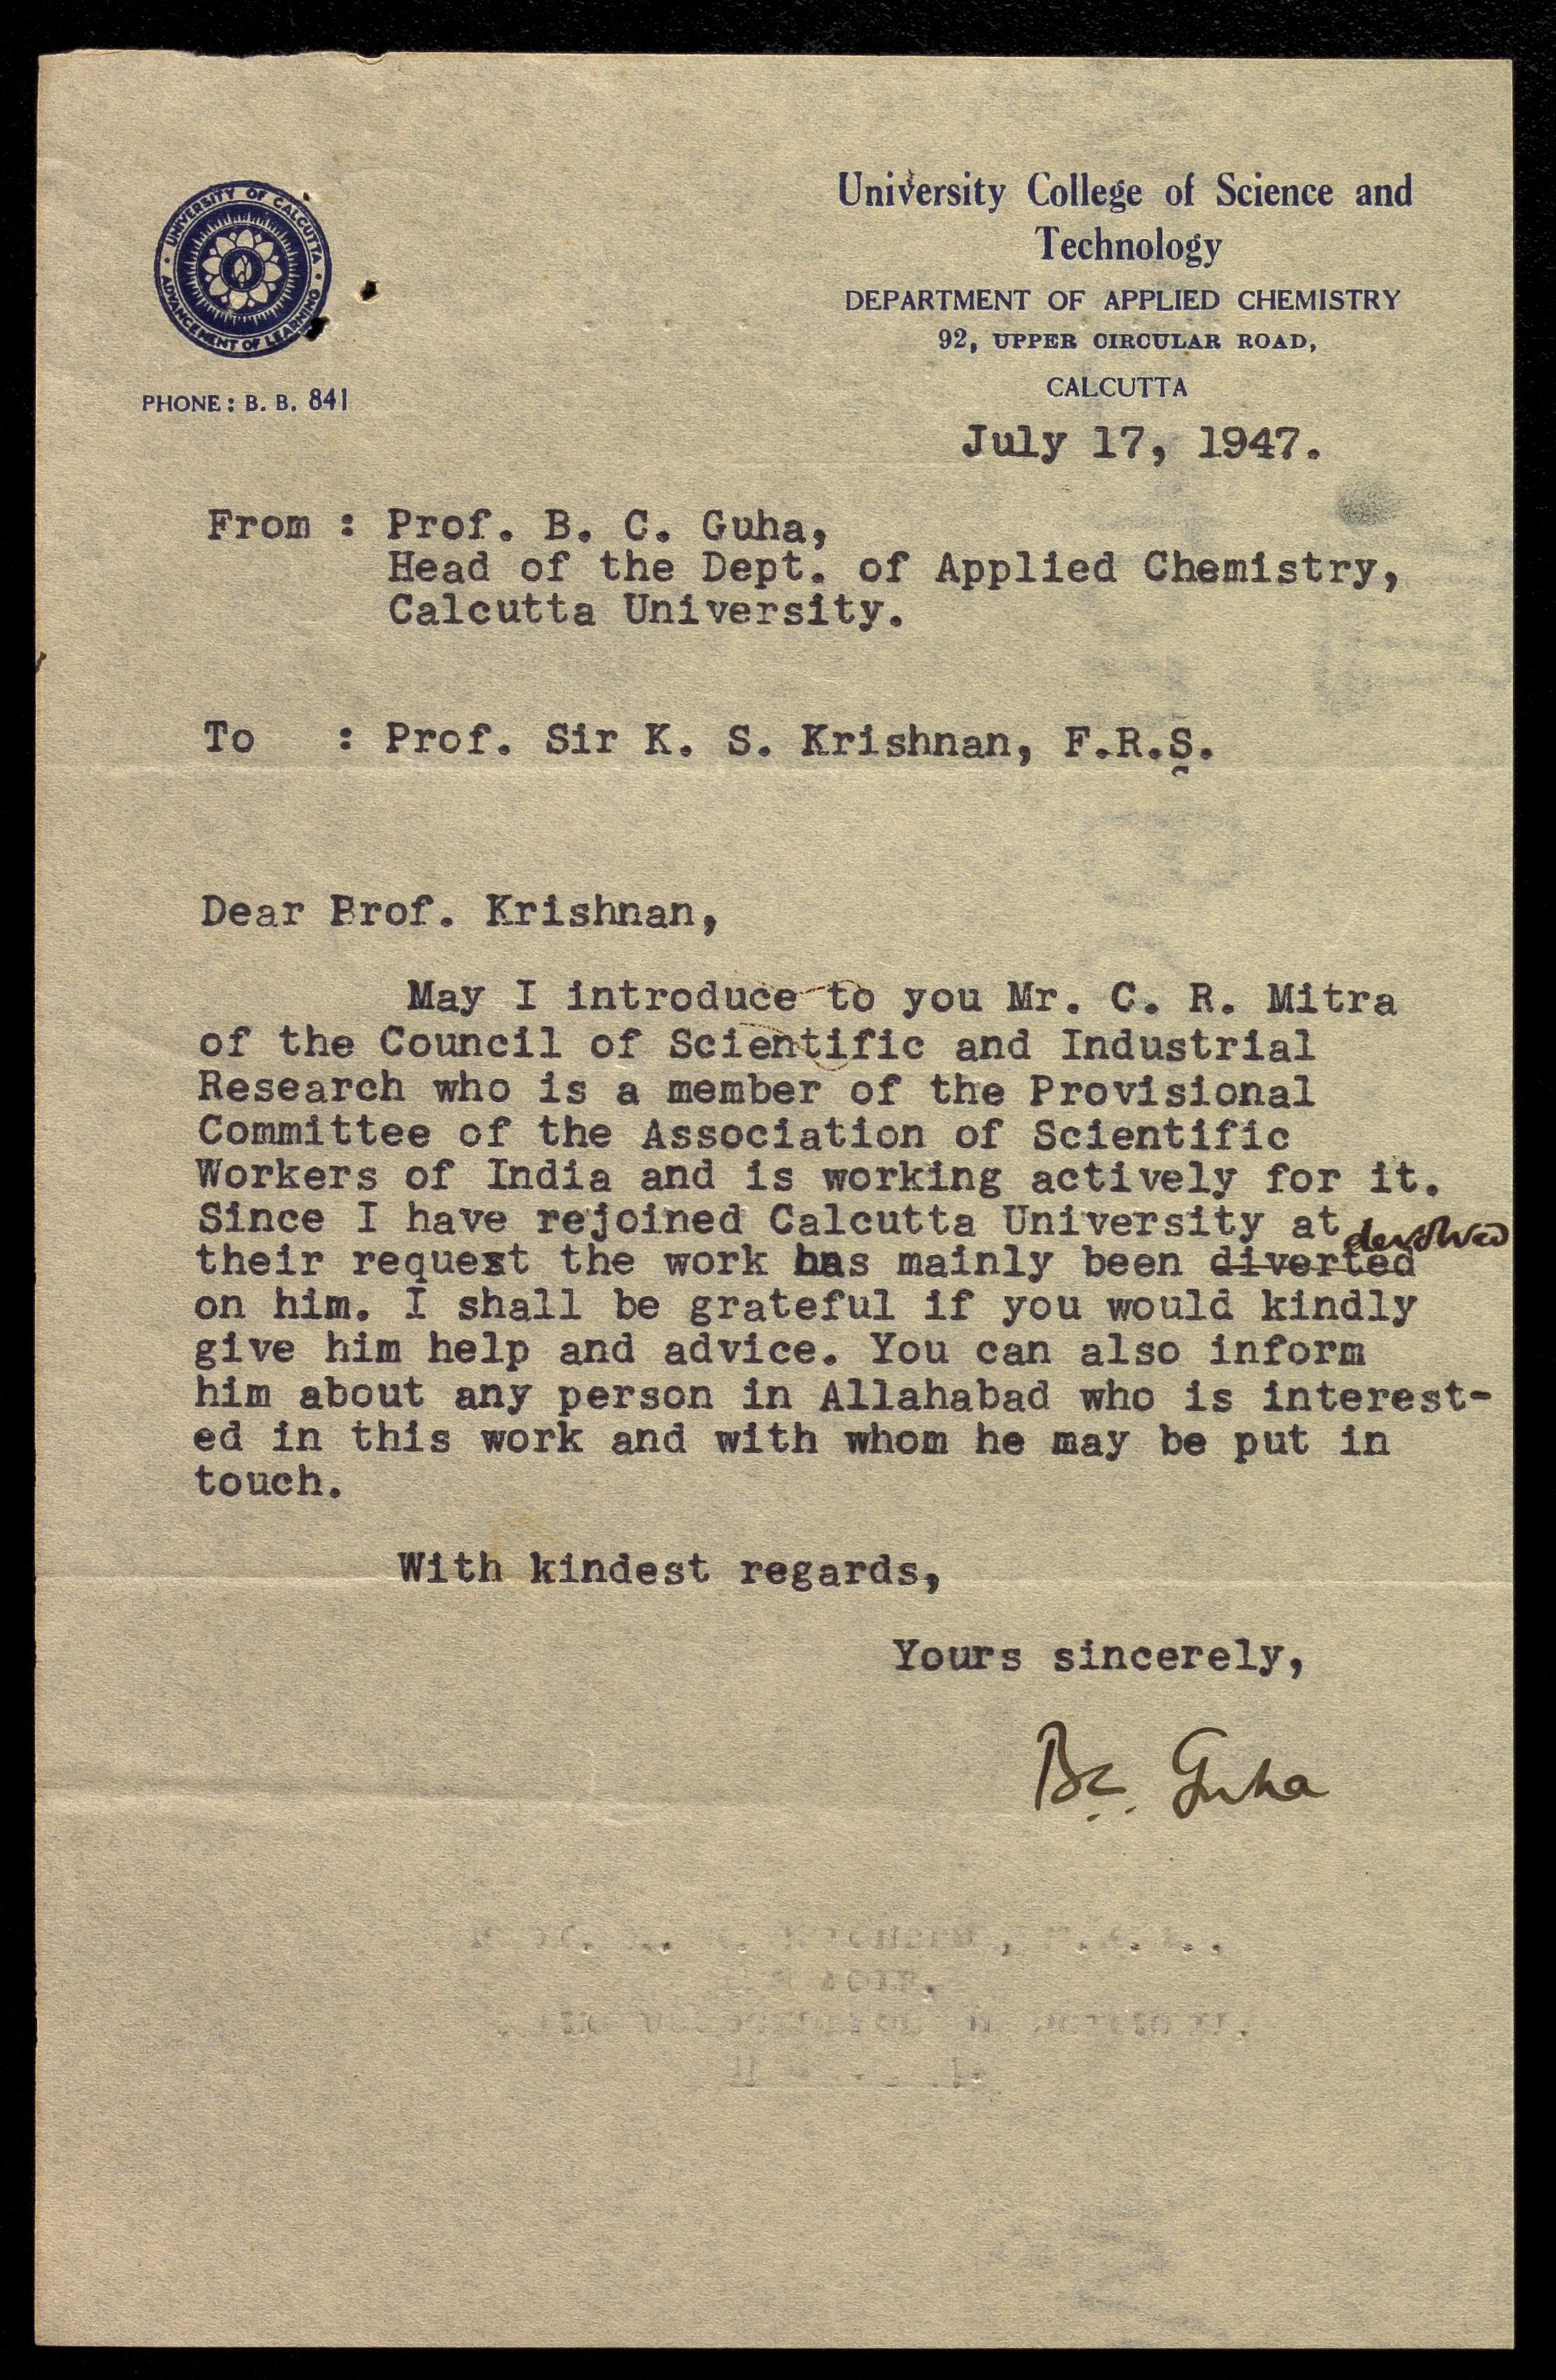 UNIVERSITY OF CALCUTTA
ADVANCEMENT OF LEARNING
PHONE: B. B. 841
University College of Science and
Technology
DEPARTMENT OF APPLIED CHEMISTRY
92, UPPER CIRCULAR ROAD,
CALCUTTA
July 17, 1947.
From : Prof. B. C. Guha,
Head of the Dept. of Applied Chemistry,
Calcutta University.
To : Prof. Sir K. S. Krishnan, F.R.S.
Dear Prof. Krishnan,
May I introduce to you Mr. C. R. Mitra
of the Council of Scientific and Industrial
Research who is a member of the Provisional
Committee of the Association of Scientific
Workers of India and is working actively for it.
Since I have rejoined Calcutta University at
devolved
their request the work has mainly been diverted
on him. I shall be grateful if you would kindly
give him help and advice. You can also inform
him about any person in Allahabad who is interest-
ed in this work and with whom he may be put in
touch.
With kindest regards,
Yours sincerely,
B.C. Guha